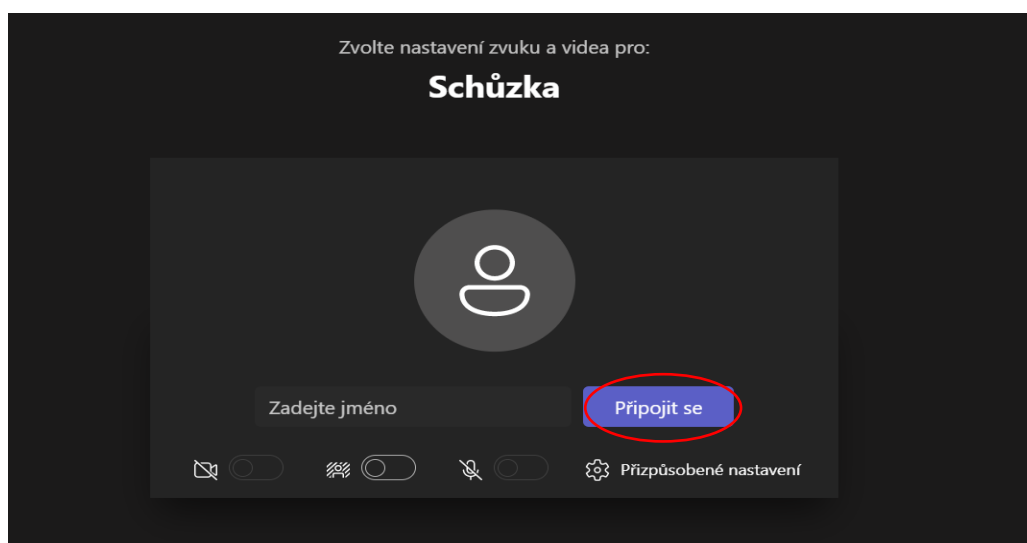 Zvolte nastavení zvuku a videa pro:
Schůzka
Zadejte jméno
Připojit se
Přizpůsobené nastavení